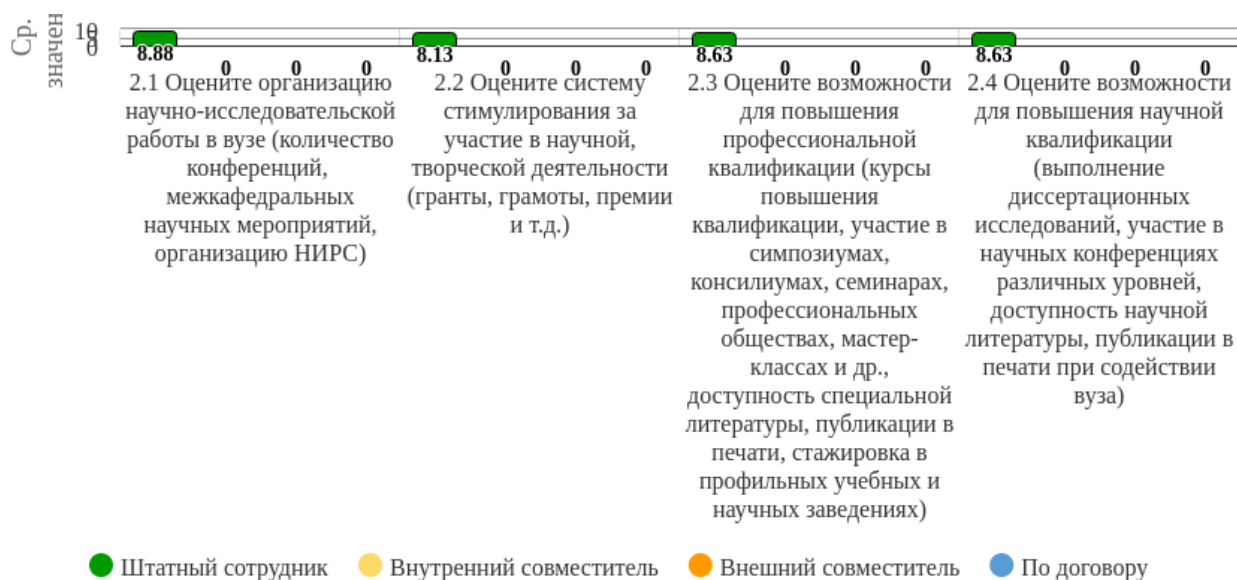 Ср.
значен
10
5
0
8.88
0
0
0
8.13
0
0
0
8.63
0
0
0
8.63
0
0
0
2.1 Оцените организацию
научно-исследовательской
работы в вузе (количество
конференций,
межкафедральных
научных мероприятий,
организацию НИРС)
2.2 Оцените систему
стимулирования за
участие в научной,
творческой деятельности
(гранты, грамоты, премии
и т.д.)
2.3 Оцените возможности
для повышения
профессиональной
квалификации (курсы
повышения
квалификации, участие в
симпозиумах,
консилиумах, семинарах,
профессиональных
обществах, мастер-
классах и др.,
доступность специальной
литературы, публикации в
печати, стажировка в
профильных учебных и
научных заведениях)
2.4 Оцените возможности
для повышения научной
квалификации
(выполнение
диссертационных
исследований, участие в
научных конференциях
различных уровней,
доступность научной
литературы, публикации в
печати при содействии
вуза)
Штатный сотрудник
Внутренний совместитель
Внешний совместитель
По договору